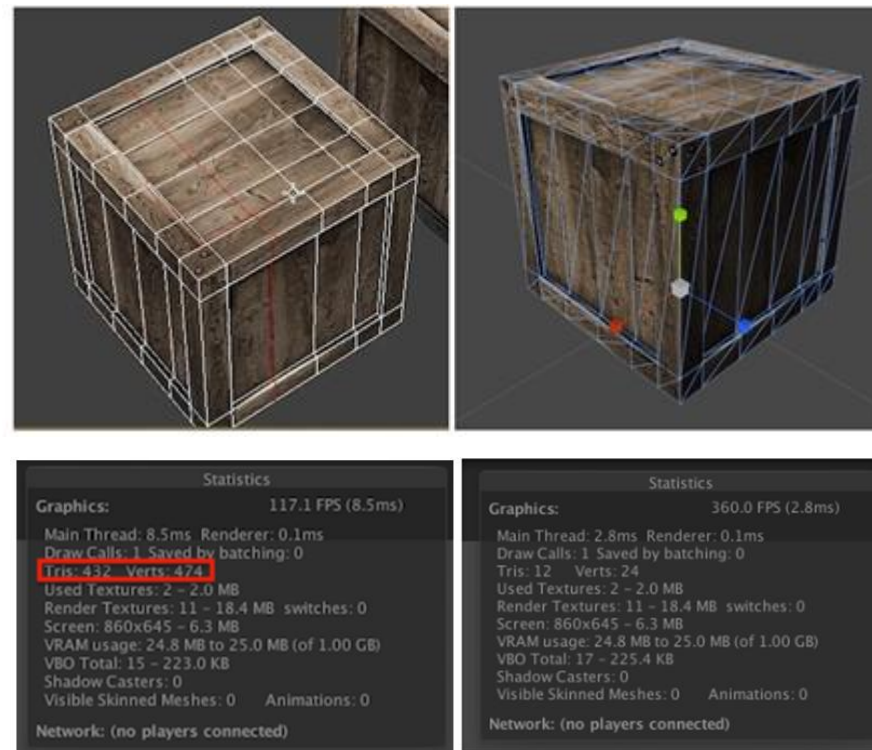 Statistics
Graphics: 117.1 FPS (8.5ms)
Main Thread: 8.5ms Renderer: 0.1ms
Draw Calls: 1 Saved by batching: 0
Tris: 432 Verts: 474
Used Textures: 2 – 2.0 MB
Render Textures: 11 – 18.4 MB switches: 0
Screen: 860x645 – 6.3 MB
VRAM usage: 24.8 MB to 25.0 MB (of 1.00 GB)
VBO Total: 15 – 223.0 KB
Shadow Casters: 0
Visible Skinned Meshes: 0 Animations: 0
Network: (no players connected)
Statistics
Graphics: 360.0 FPS (2.8ms)
Main Thread: 2.8ms Renderer: 0.1ms
Draw Calls: 1 Saved by batching: 0
Tris: 12 Verts: 24
Used Textures: 2 – 2.0 MB
Render Textures: 11 – 18.4 MB switches: 0
Screen: 860x645 – 6.3 MB
VRAM usage: 24.8 MB to 25.0 MB (of 1.00 GB)
VBO Total: 17 – 225.4 KB
Shadow Casters: 0
Visible Skinned Meshes: 0 Animations: 0
Network: (no players connected)